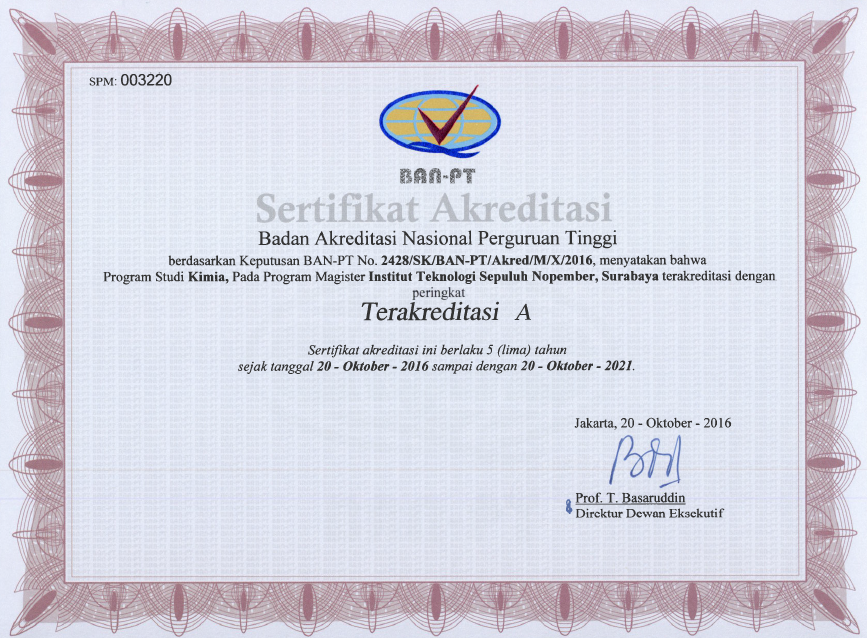 SPM: 003220
BAN-PT
Sertifikat Akreditasi
Badan Akreditasi Nasional Perguruan Tinggi
berdasarkan Keputusan BAN-PT No. 2428/SK/BAN-PT/Akred/M/X/2016, menyatakan bahwa
Program Studi Kimia, Pada Program Magister Institut Teknologi Sepuluh Nopember, Surabaya terakreditasi dengan
peringkat
Terakreditasi A
Sertifikat akreditasi ini berlaku 5 (lima) tahun
sejak tanggal 20 - Oktober - 2016 sampai dengan 20 - Oktober - 2021.
Jakarta, 20 - Oktober - 2016
Prof. T. Basaruddin
Direktur Dewan Eksekutif